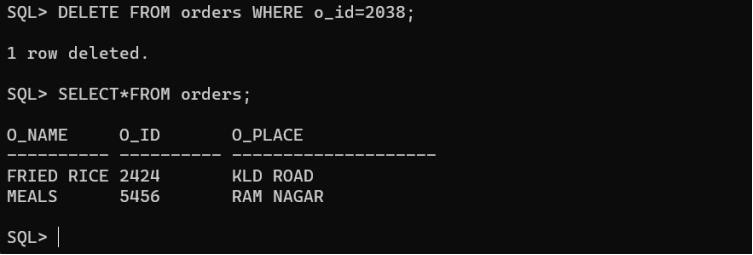 SQL> DELETE FROM orders WHERE o_id=2038;
1 row deleted.
SQL> SELECT*FROM orders;
O_NAME     O_ID       O_PLACE
---------- ---------- --------------------
FRIED RICE 2424       KLD ROAD
MEALS      5456       RAM NAGAR
SQL>